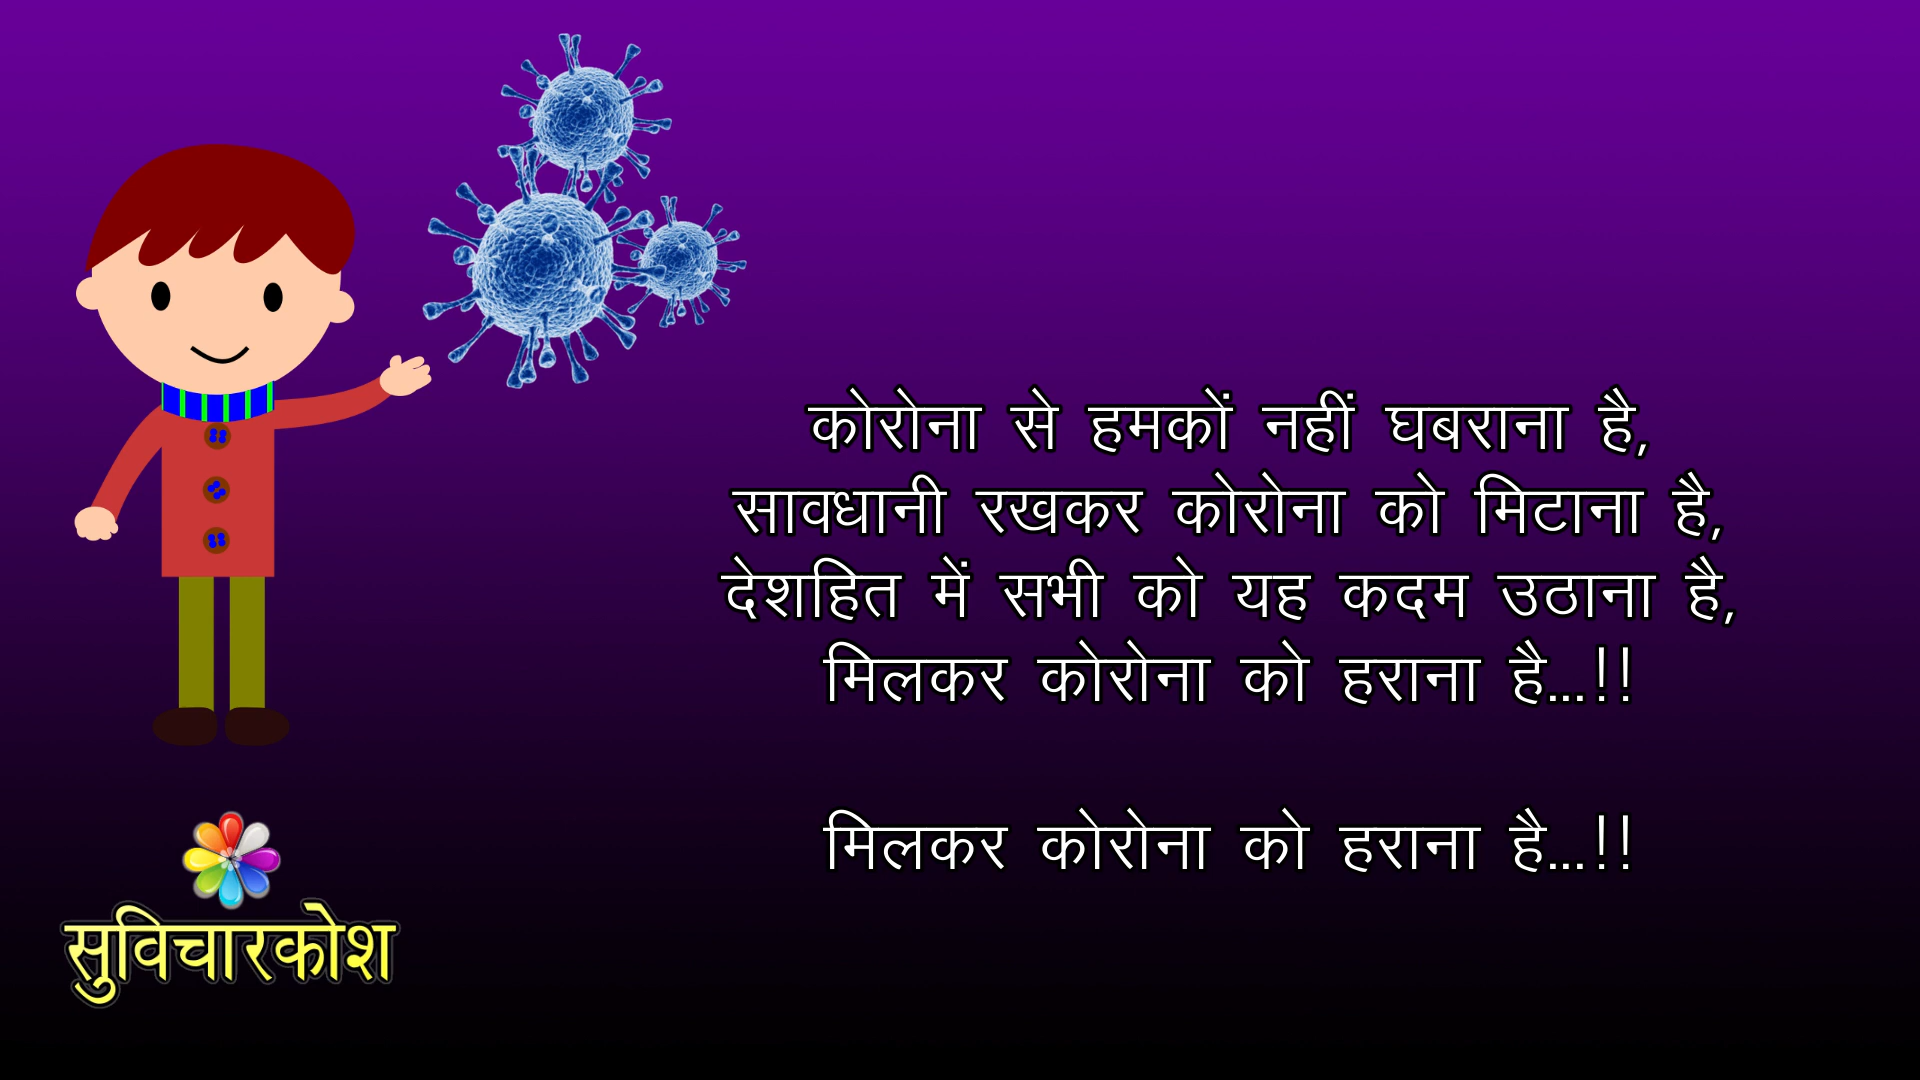 कोरोना से हमकों नहीं घबराना है,
सावधानी रखकर कोरोना को मिटाना है,
देशहित में सभी को यह कदम उठाना है,
मिलकर कोरोना को हराना है...!!
मिलकर कोरोना को हराना है...!!
सुविचारकोश